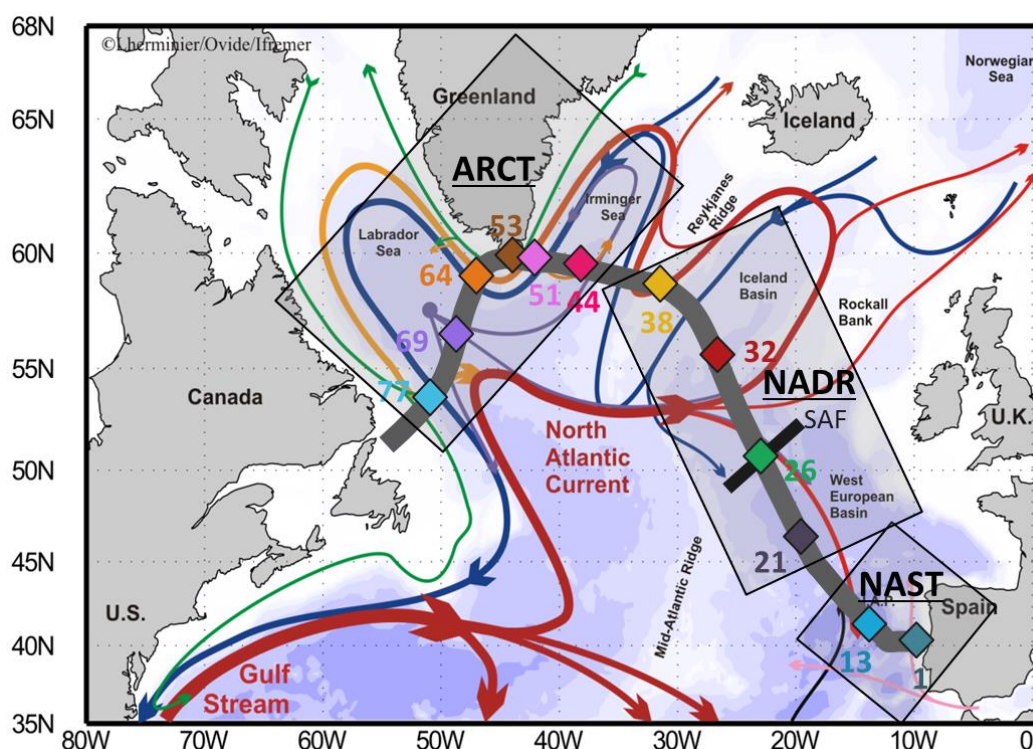 68N
©Lherminier/Ovide/Ifremer
Norwegian
Sea
Greenland
65N
Iceland
ARCT
Irminger
Sea
Reykjanes
Ridge
53
Labrador
Sea
60N
64
51
44
Iceland
Basin
38
Rockall
Bank
69
32
55N
77
NADR
Canada
SAF
U.K.
North
Atlantic
Current
50N
26
West
European
Basin
45N
21
Mid-Atlantic Ridge
NAST
Spain
U.S.
40N
13
1
Gulf
Stream
35N
80W
70W
60W
50W
40W
30W
20W
10W